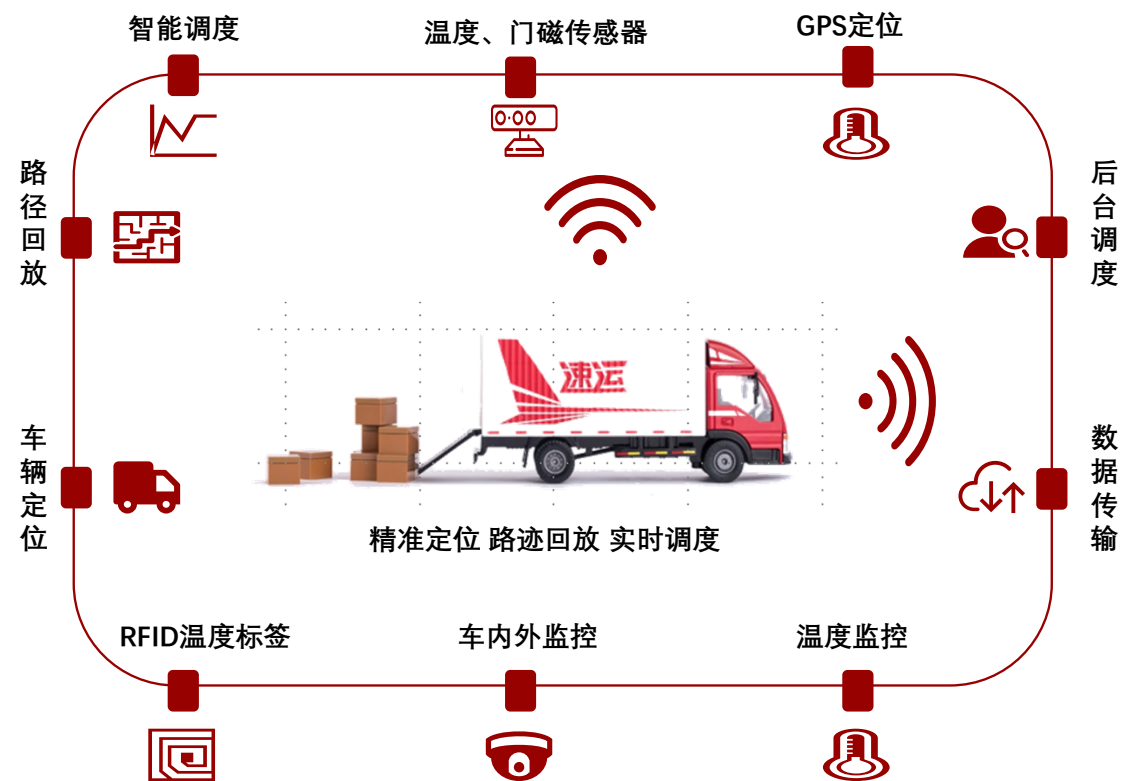 智能调度
温度、门磁传感器
GPS定位
路径回放
后台调度
速运
车辆定位
数据传输
精准定位 路迹回放 实时调度
RFID温度标签
车内外监控
温度监控